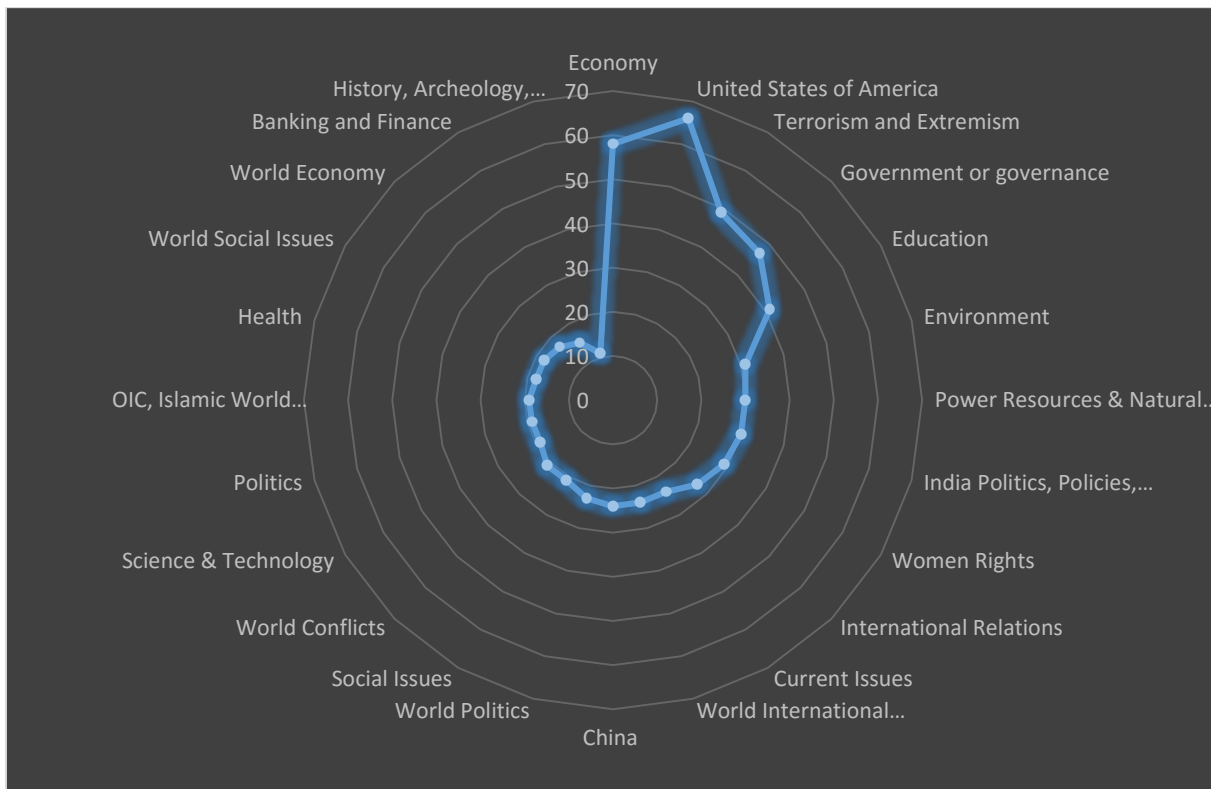 Economy
United States of America
Terrorism and Extremism
Government or governance
Education
Environment
Power Resources & Natural...
India Politics, Policies,...
Women Rights
International Relations
Current Issues
World International...
China
World Politics
Social Issues
World Conflicts
Science & Technology
Politics
OIC, Islamic World...
Health
World Social Issues
World Economy
Banking and Finance
History, Archeology,...
70
60
50
40
30
20
10
0